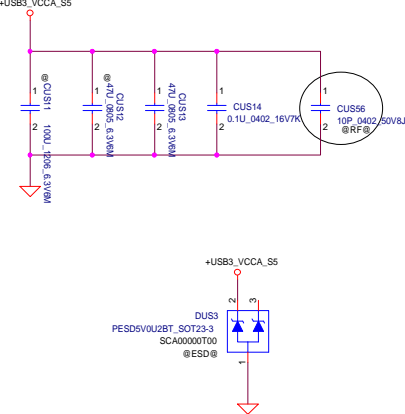 +USB3_VCCA_S5
1
2
@
CUS11
100U_1206_6.3V6M
1
2
@
CUS12
47U_0805_6.3V6M
1
2
CUS13
47U_0805_6.3V6M
1
2
CUS14
0.1U_0402_16V7K
1
2
CUS56
10P_0402_50V8J
@RF@
+USB3_VCCA_S5
2
3
DUS3
PESD5V0U2BT_SOT23-3
SCA00000T00
@ESD@
1